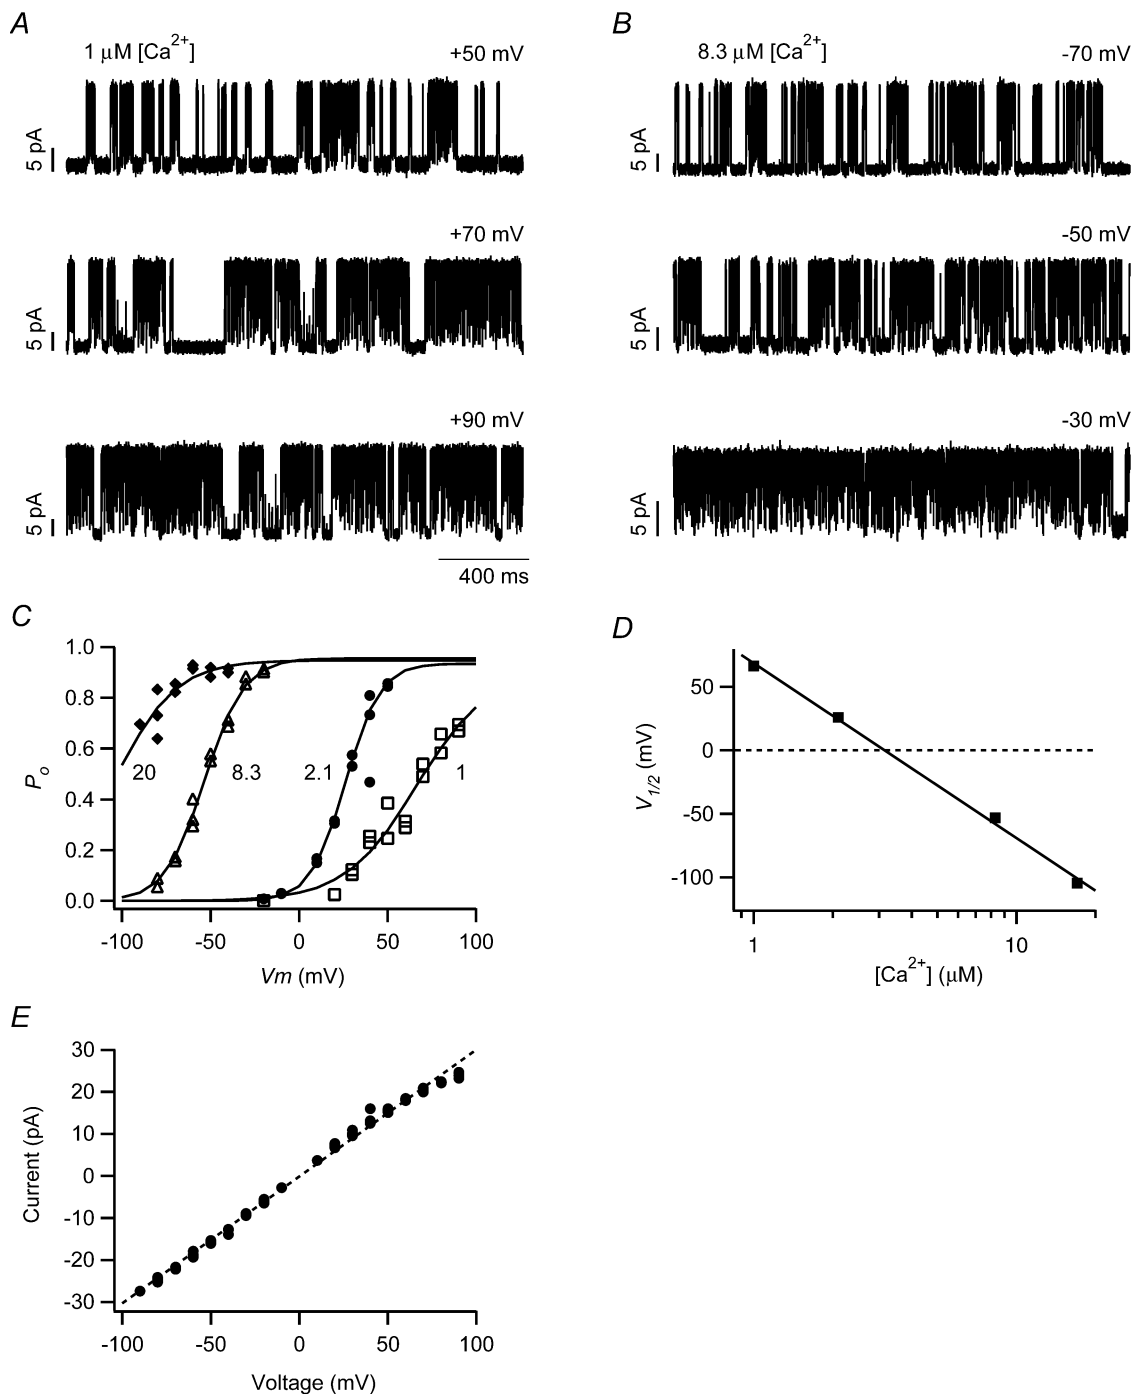 A
1 μM [Ca2+]
+50 mV
5 pA
+70 mV
5 pA
+90 mV
5 pA
400 ms
B
8.3 μM [Ca2+]
-70 mV
5 pA
-50 mV
5 pA
-30 mV
5 pA
C
1.0
0.8
0.6
0.4
0.2
0.0
Po
20
8.3
2.1
1
-100
-50
0
50
100
Vm (mV)
D
50
0
-50
-100
V1/2 (mV)
1
10
[Ca2+] (μM)
E
30
20
10
0
-10
-20
-30
Current (pA)
-100
-50
0
50
100
Voltage (mV)